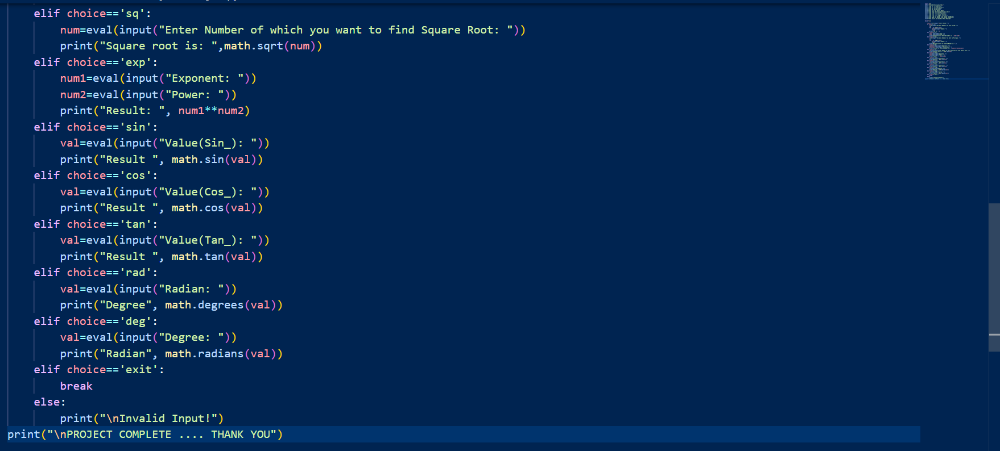 elif choice=='sq':
num=eval(input("Enter Number of which you want to find Square Root: "))
print("Square root is: ",math.sqrt(num))
elif choice=='exp':
num1=eval(input("Exponent: "))
num2=eval(input("Power: "))
print("Result: ", num1**num2)
elif choice=='sin':
val=eval(input("Value(Sin_): "))
print("Result ", math.sin(val))
elif choice=='cos':
val=eval(input("Value(Cos_): "))
print("Result ", math.cos(val))
elif choice=='tan':
val=eval(input("Value(Tan_): "))
print("Result ", math.tan(val))
elif choice=='rad':
val=eval(input("Radian: "))
print("Degree", math.degrees(val))
elif choice=='deg':
val=eval(input("Degree: "))
print("Radian", math.radians(val))
elif choice=='exit':
break
else:
print("\nInvalid Input!")
print("\nPROJECT COMPLETE .... THANK YOU")